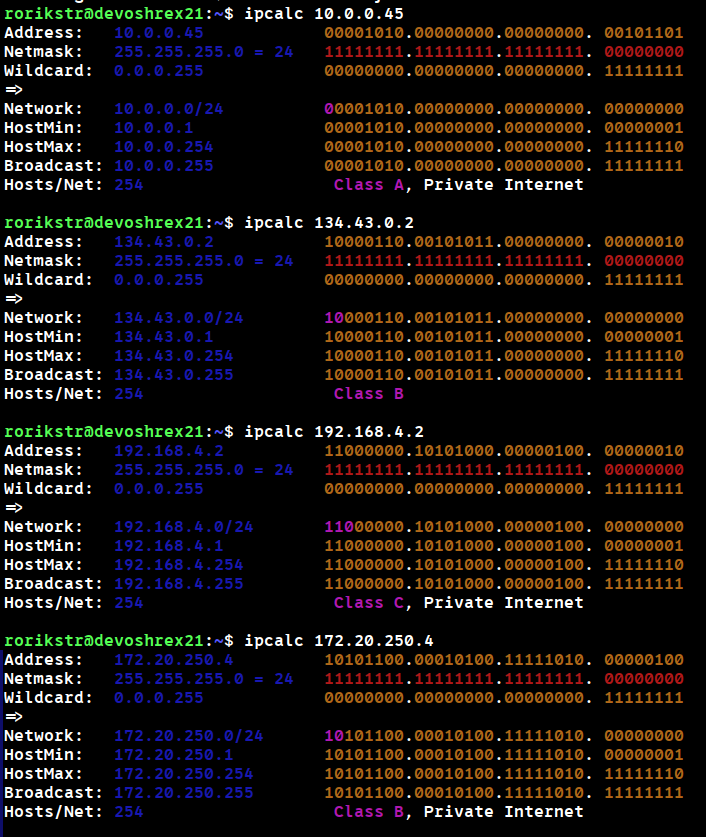 rorikstr@devoshrex21:~$ ipcalc 10.0.0.45
Address:   10.0.0.45            00001010.00000000.00000000. 00101101
Netmask:   255.255.255.0 = 24   11111111.11111111.11111111. 00000000
Wildcard:  0.0.0.255            00000000.00000000.00000000. 11111111
=>
Network:   10.0.0.0/24          00001010.00000000.00000000. 00000000
HostMin:   10.0.0.1             00001010.00000000.00000000. 00000001
HostMax:   10.0.0.254           00001010.00000000.00000000. 11111110
Broadcast: 10.0.0.255           00001010.00000000.00000000. 11111111
Hosts/Net: 254                   Class A, Private Internet

rorikstr@devoshrex21:~$ ipcalc 134.43.0.2
Address:   134.43.0.2           10000110.00101011.00000000. 00000010
Netmask:   255.255.255.0 = 24   11111111.11111111.11111111. 00000000
Wildcard:  0.0.0.255            00000000.00000000.00000000. 11111111
=>
Network:   134.43.0.0/24        10000110.00101011.00000000. 00000000
HostMin:   134.43.0.1           10000110.00101011.00000000. 00000001
HostMax:   134.43.0.254         10000110.00101011.00000000. 11111110
Broadcast: 134.43.0.255         10000110.00101011.00000000. 11111111
Hosts/Net: 254                   Class B

rorikstr@devoshrex21:~$ ipcalc 192.168.4.2
Address:   192.168.4.2          11000000.10101000.00000100. 00000010
Netmask:   255.255.255.0 = 24   11111111.11111111.11111111. 00000000
Wildcard:  0.0.0.255            00000000.00000000.00000000. 11111111
=>
Network:   192.168.4.0/24       11000000.10101000.00000100. 00000000
HostMin:   192.168.4.1          11000000.10101000.00000100. 00000001
HostMax:   192.168.4.254        11000000.10101000.00000100. 11111110
Broadcast: 192.168.4.255        11000000.10101000.00000100. 11111111
Hosts/Net: 254                   Class C, Private Internet

rorikstr@devoshrex21:~$ ipcalc 172.20.250.4
Address:   172.20.250.4         10101100.00010100.11111010. 00000100
Netmask:   255.255.255.0 = 24   11111111.11111111.11111111. 00000000
Wildcard:  0.0.0.255            00000000.00000000.00000000. 11111111
=>
Network:   172.20.250.0/24      10101100.00010100.11111010. 00000000
HostMin:   172.20.250.1         10101100.00010100.11111010. 00000001
HostMax:   172.20.250.254       10101100.00010100.11111010. 11111110
Broadcast: 172.20.250.255       10101100.00010100.11111010. 11111111
Hosts/Net: 254                   Class B, Private Internet